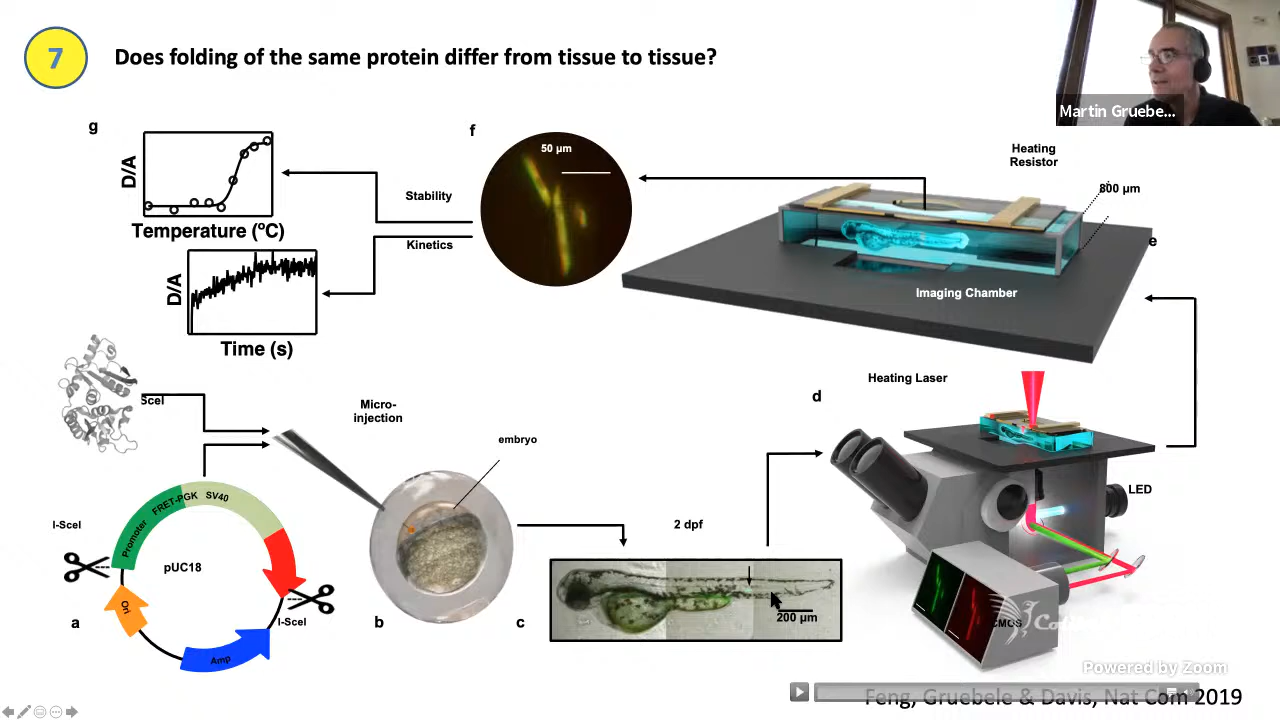 7
Does folding of the same protein differ from tissue to tissue?
Martin Gruebe...
g
D/A
Temperature (ºC)
Stability
Kinetics
D/A
Time (s)
f
50 µm
Heating
Resistor
800 µm
e
Imaging Chamber
SceI
Micro-
injection
embryo
I-SceI
Promoter
FRET-PGK
SV40
pUC18
Ori
Amp
I-SceI
a
b
2 dpf
c
200 µm
Heating Laser
d
LED
CMOS
Powered by Zoom
Feng, Gruebele & Davis, Nat Com 2019